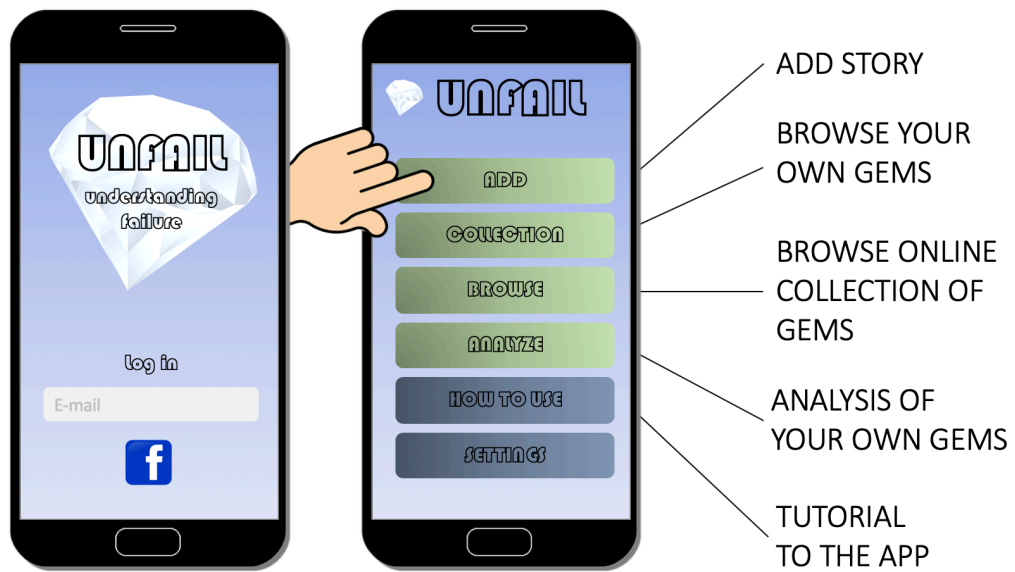 UNFAIL
understanding
failure
Log in
E-mail
f
UNFAIL
ADD
COLLECTION
BROWSE
ANALYZE
HOW TO USE
SETTINGS
ADD STORY
BROWSE YOUR
OWN GEMS
BROWSE ONLINE
COLLECTION OF
GEMS
ANALYSIS OF
YOUR OWN GEMS
TUTORIAL
TO THE APP